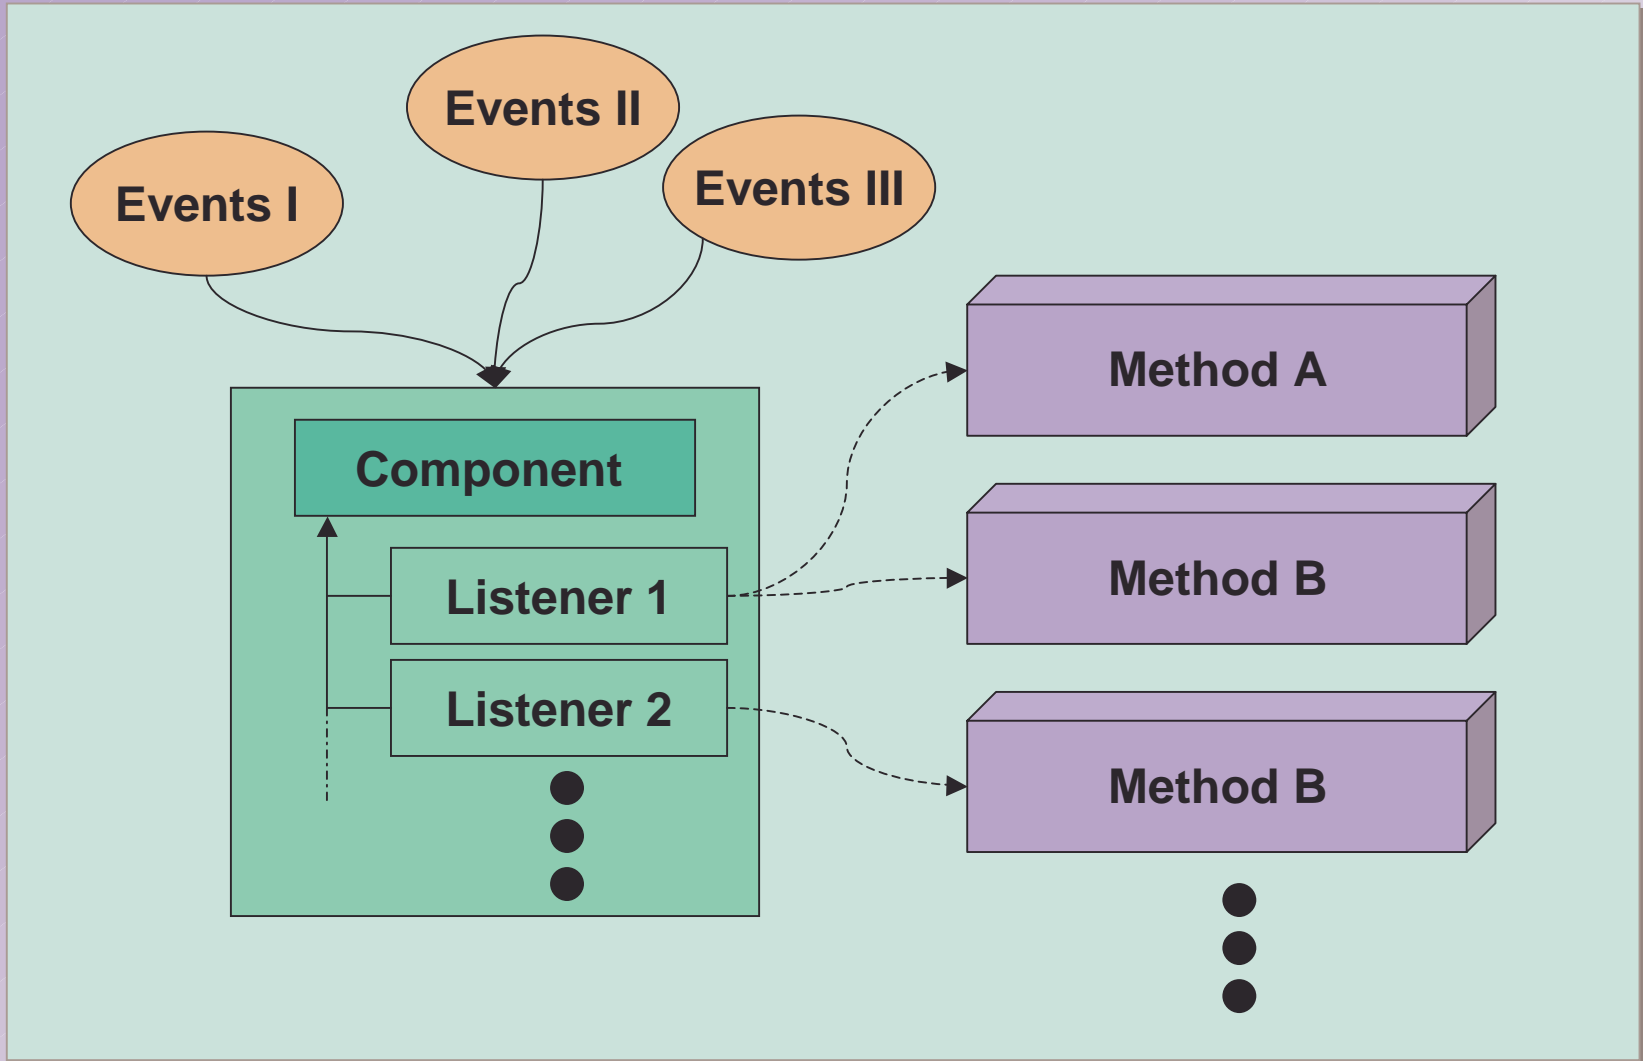 Events I
Events II
Events III
Component
Listener 1
Listener 2
Method A
Method B
Method B